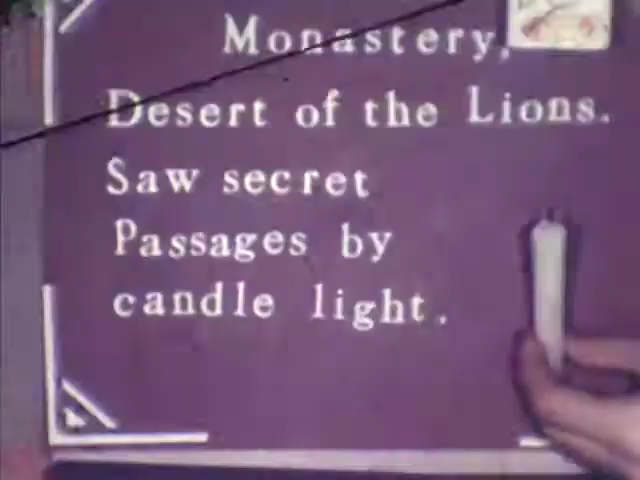 Monastery,
Desert of the Lions.
Saw secret
Passages by
candle light.